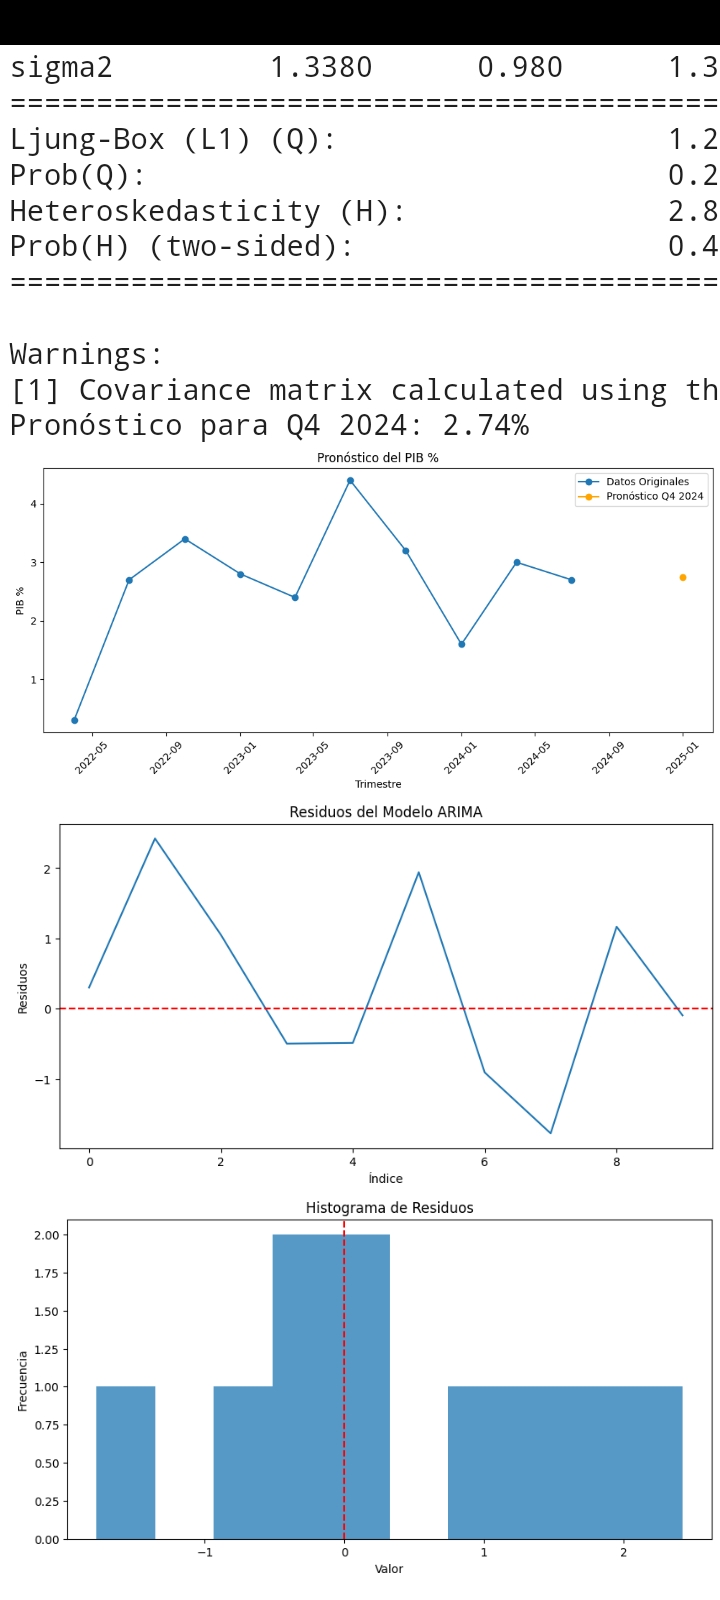 sigma2 1.3380 0.980 1.3
==========================================
Ljung-Box (L1) (Q): 1.2
Prob(Q): 0.2
Heteroskedasticity (H): 2.8
Prob(H) (two-sided): 0.4
==========================================
Warnings:
[1] Covariance matrix calculated using th
Pronóstico para Q4 2024: 2.74%
Pronóstico del PIB %
Datos Originales
Pronóstico Q4 2024
4
3
2
1
PIB %
2022-05 2022-09 2023-01 2023-05 2023-09 2024-01 2024-05 2024-09 2025-01
Trimestre
Residuos del Modelo ARIMA
2
1
0
−1
Residuos
0 2 4 6 8
Índice
Histograma de Residuos
2.00
1.75
1.50
1.25
1.00
0.75
0.50
0.25
0.00
Frecuencia
−1 0 1 2
Valor